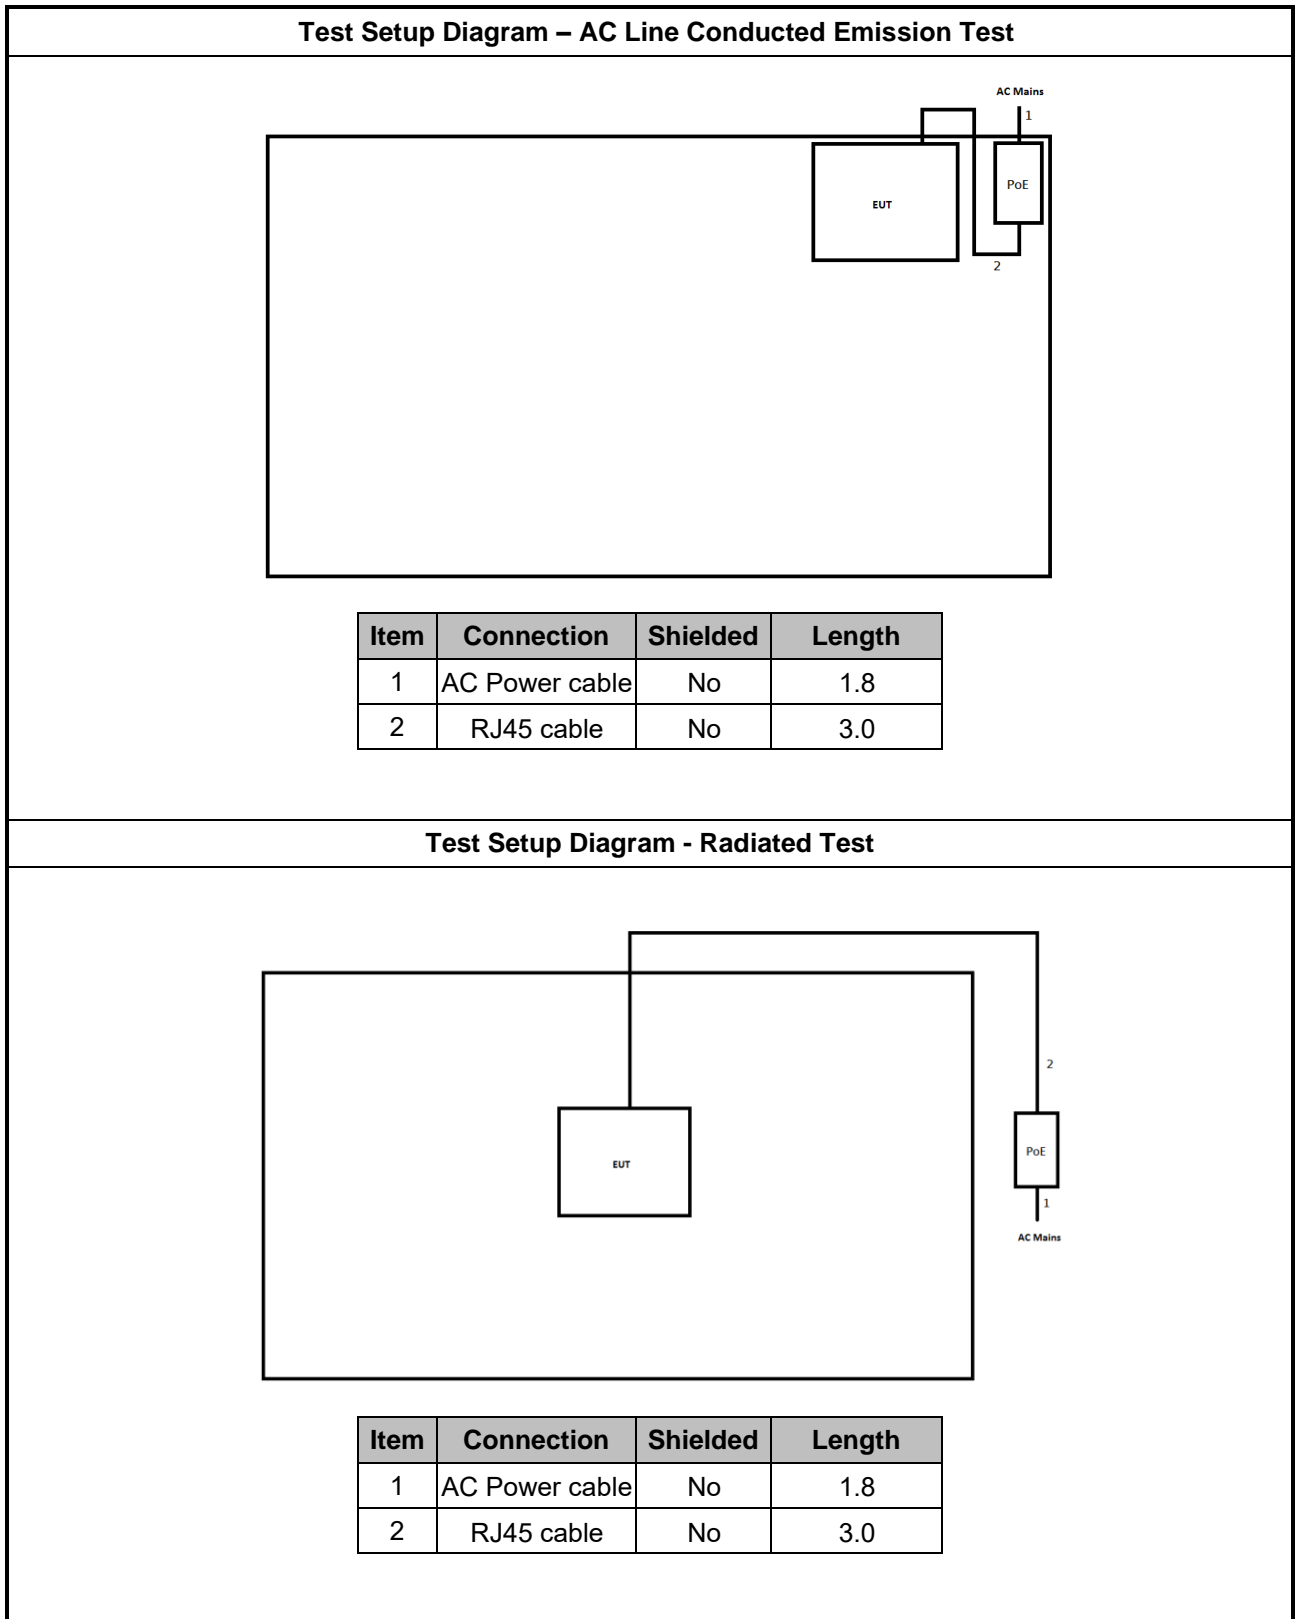 Test Setup Diagram – AC Line Conducted Emission Test
AC Mains
1
PoE
EUT
2
Item Connection Shielded Length
1 AC Power cable No 1.8
2 RJ45 cable No 3.0
Test Setup Diagram - Radiated Test
2
PoE
EUT
1
AC Mains
Item Connection Shielded Length
1 AC Power cable No 1.8
2 RJ45 cable No 3.0